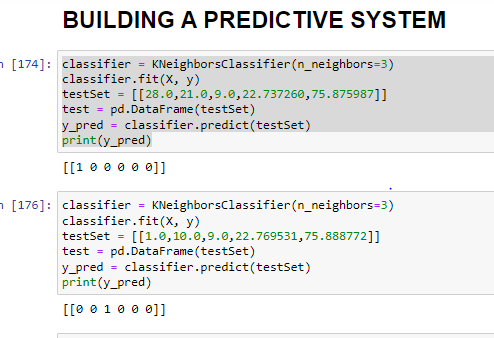 BUILDING A PREDICTIVE SYSTEM
n [174]: classifier = KNeighborsClassifier(n_neighbors=3)
classifier.fit(X, y)
testSet = [[28.0,21.0,9.0,22.737260,75.875987]]
test = pd.DataFrame(testSet)
y_pred = classifier.predict(testSet)
print(y_pred)
[[1 0 0 0 0 0]]
n [176]: classifier = KNeighborsClassifier(n_neighbors=3)
classifier.fit(X, y)
testSet = [[1.0,10.0,9.0,22.769531,75.888772]]
test = pd.DataFrame(testSet)
y_pred = classifier.predict(testSet)
print(y_pred)
[[0 0 1 0 0 0]]